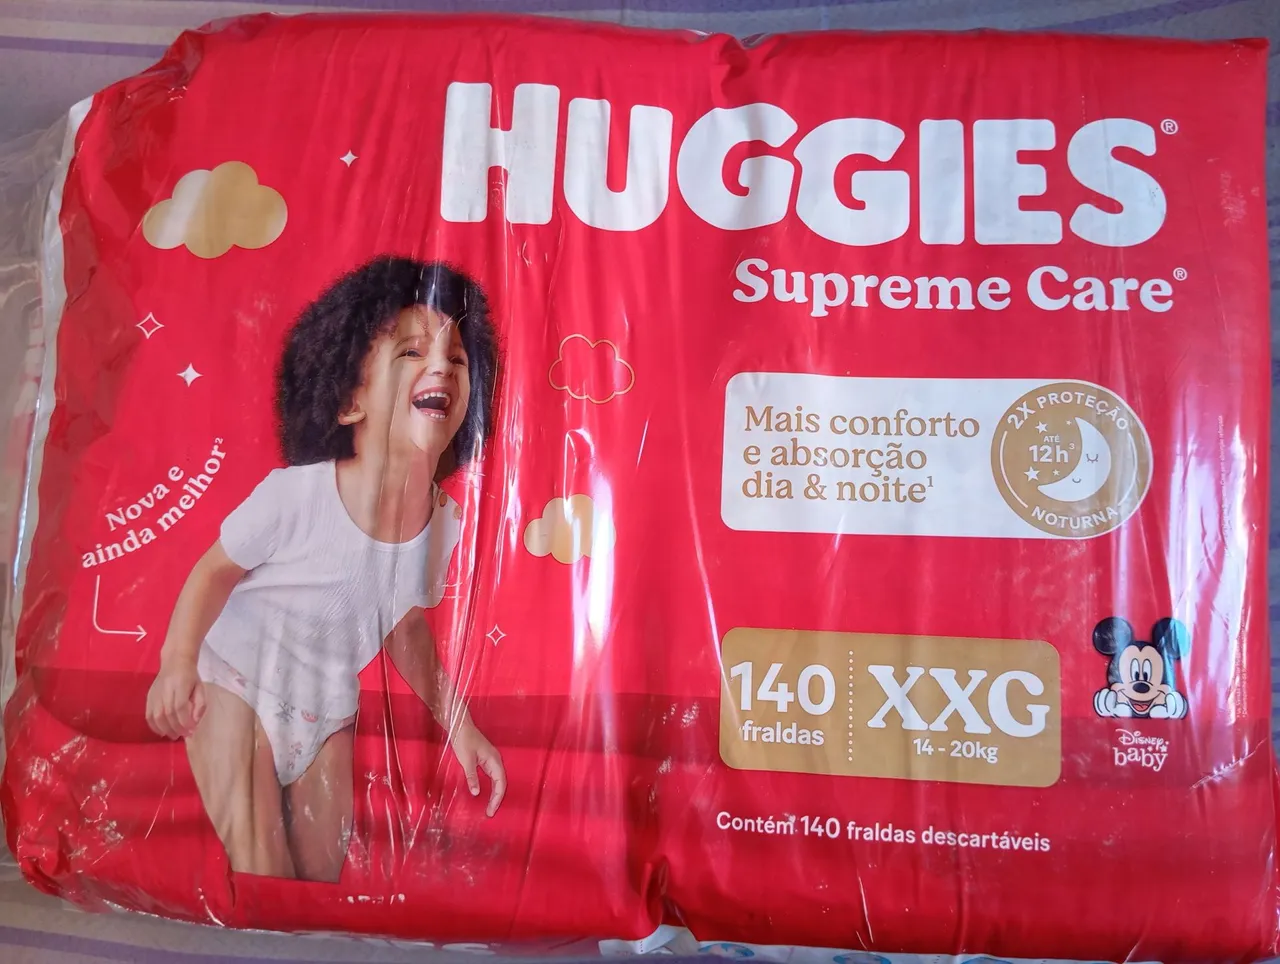 HUGGIES®
Supreme Care®
Nova e
ainda melhor²
Mais conforto
e absorção
dia & noite¹
2X PROTEÇÃO
ATÉ
12h³
NOTURNA
140
fraldas
XXG
14 - 20kg
Disney
baby
Contém 140 fraldas descartáveis